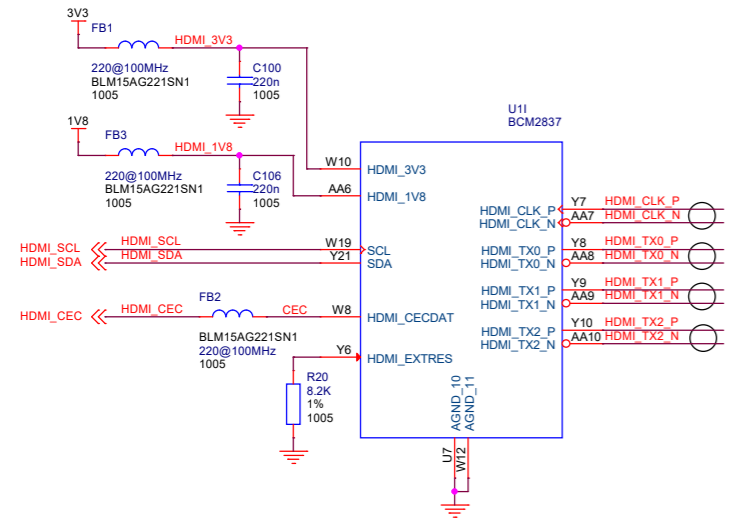 3V3
FB1
HDMI_3V3
220@100MHz
BLM15AG221SN1
1005
C100
220n
1005
1V8
FB3
HDMI_1V8
220@100MHz
BLM15AG221SN1
1005
C106
220n
1005
U1I
BCM2837
W10 HDMI_3V3
AA6 HDMI_1V8
HDMI_CLK_P Y7 HDMI_CLK_P
HDMI_CLK_N AA7 HDMI_CLK_N
HDMI_SCL HDMI_SCL W19 SCL
HDMI_SDA HDMI_SDA Y21 SDA
HDMI_TX0_P Y8 HDMI_TX0_P
HDMI_TX0_N AA8 HDMI_TX0_N
HDMI_TX1_P Y9 HDMI_TX1_P
HDMI_TX1_N AA9 HDMI_TX1_N
FB2
HDMI_CEC HDMI_CEC CEC W8 HDMI_CECDAT
BLM15AG221SN1
220@100MHz
1005
HDMI_TX2_P Y10 HDMI_TX2_P
HDMI_TX2_N AA10 HDMI_TX2_N
Y6 HDMI_EXTRES
R20
8.2K
1%
1005
AGND_10
AGND_11
U7
W12